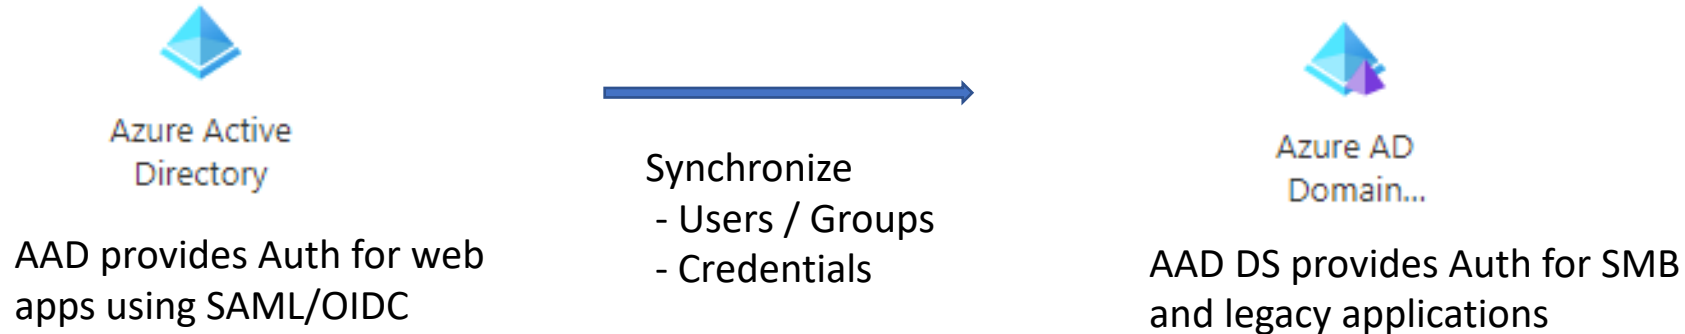 Azure Active
Directory
AAD provides Auth for web
apps using SAML/OIDC
Synchronize
- Users / Groups
- Credentials
Azure AD
Domain...
AAD DS provides Auth for SMB
and legacy applications